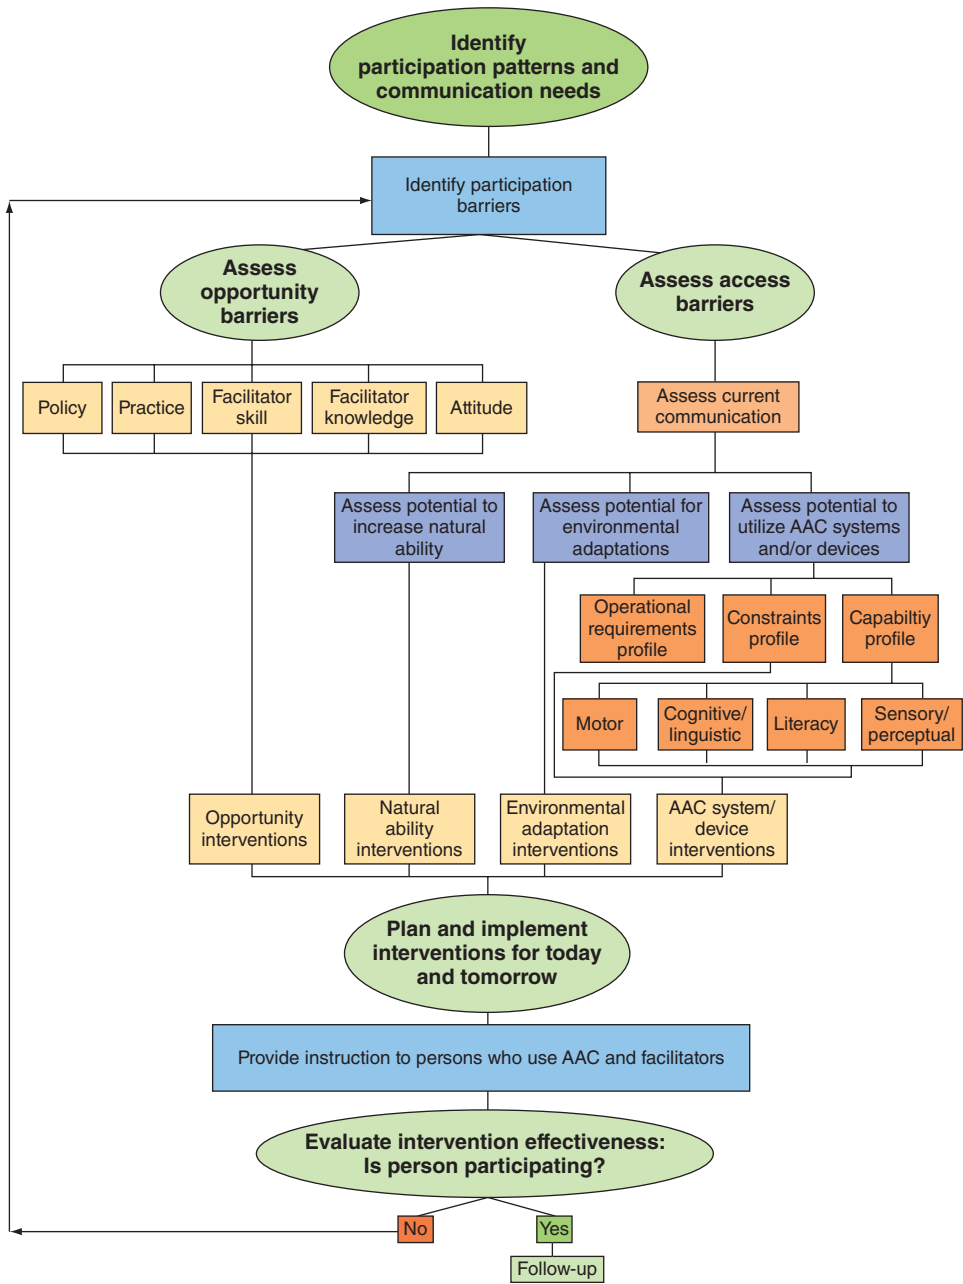 Identify
participation patterns and
communication needs
Identify participation
barriers
Assess
opportunity
barriers
Assess access
barriers
Policy
Practice
Facilitator
skill
Facilitator
knowledge
Attitude
Assess current
communication
Assess potential to
increase natural
ability
Assess potential for
environmental
adaptations
Assess potential to
utilize AAC systems
and/or devices
Operational
requirements
profile
Constraints
profile
Capabiltiy
profile
Motor
Cognitive/
linguistic
Literacy
Sensory/
perceptual
Opportunity
interventions
Natural
ability
interventions
Environmental
adaptation
interventions
AAC system/
device
interventions
Plan and implement
interventions for today
and tomorrow
Provide instruction to persons who use AAC and facilitators
Evaluate intervention effectiveness:
Is person participating?
No
Yes
Follow-up